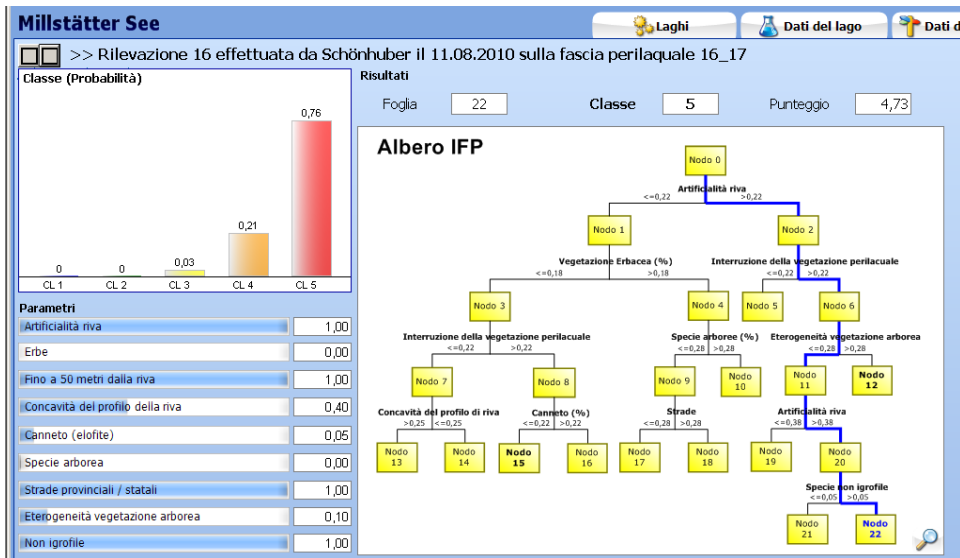 Millstätter See
Laghi
Dati del lago
Dati d
>> Rilevazione 16 effettuata da Schönhuber il 11.08.2010 sulla fascia perilaquale 16_17
Classe (Probabilità)
0 0 0,03 0,21 0,76
CL 1 CL 2 CL 3 CL 4 CL 5
Parametri
Artificialità riva 1,00
Erbe 0,00
Fino a 50 metri dalla riva 1,00
Concavità del profilo della riva 0,40
Canneto (elofite) 0,05
Specie arborea 0,00
Strade provinciali / statali 1,00
Eterogeneità vegetazione arborea 0,10
Non igrofile 1,00
Risultati
Foglia 22 Classe 5 Punteggio 4,73
Albero IFP
Nodo 0
Artificialità riva
<=0,22 >0,22
Nodo 1 Nodo 2
Vegetazione Erbacea (%) Interruzione della vegetazione perilacuale
<=0,18 >0,18 <=0,22 >0,22
Nodo 3 Nodo 4 Nodo 5 Nodo 6
Interruzione della vegetazione perilacuale Specie arboree (%) Eterogeneità vegetazione arborea
<=0,22 >0,22 <=0,28 >0,28 <=0,28 >0,28
Nodo 7 Nodo 8 Nodo 9 Nodo 10 Nodo 11 Nodo 12
Concavità del profilo di riva Canneto (%) Strade Artificialità riva
>0,25 <=0,25 <=0,22 >0,22 <=0,28 >0,28 <=0,38 >0,38
Nodo 13 Nodo 14 Nodo 15 Nodo 16 Nodo 17 Nodo 18 Nodo 19 Nodo 20
Specie non igrofile
<=0,05 >0,05
Nodo 21 Nodo 22